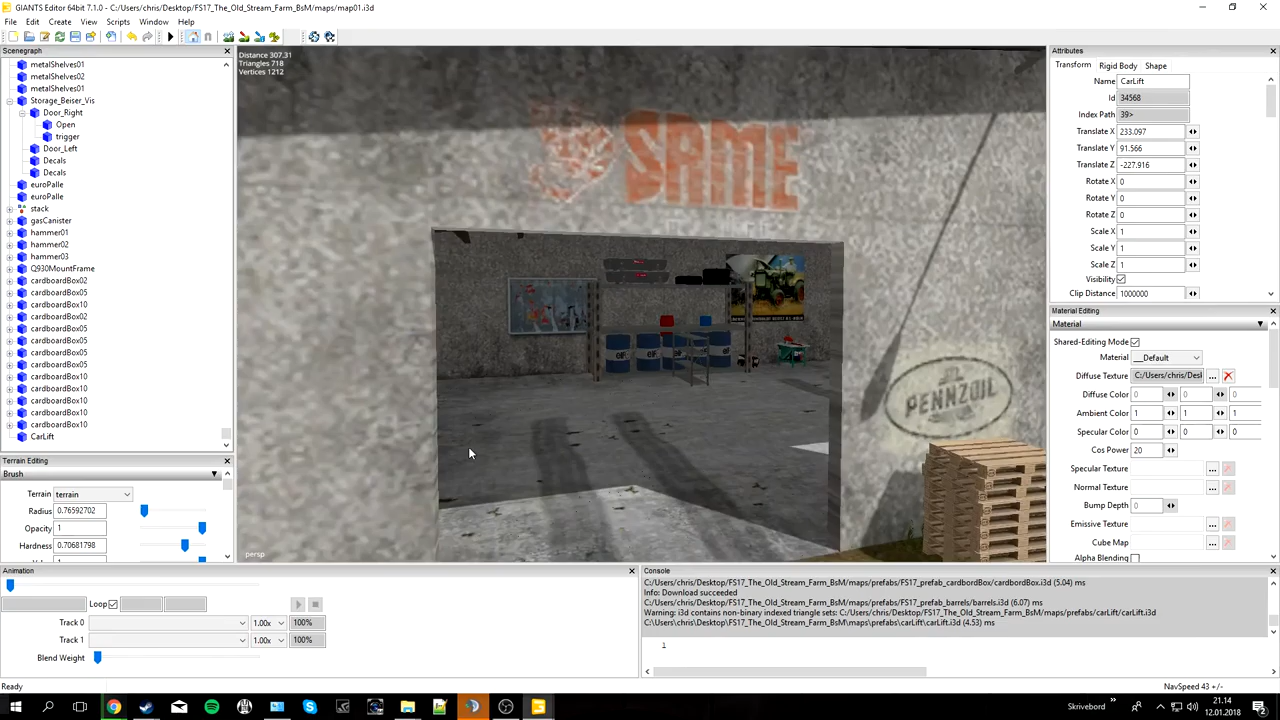 GIANTS Editor 64bit - C:/Users/chris/Desktop/FS17_The_Old_Stream_Farm_BsM/maps/map01.i3d
File Edit Create View Scripts Window Help
Scenegraph
metalShelves01
metalShelves02
metalShelves01
Storage_Beiser_Vis
Door_Right
Open
trigger
Door_Left
Decals
Decals
euroPalle
euroPalle
stack
gasCanister
hammer01
hammer02
hammer03
Q930MountFrame
cardboardBox02
cardboardBox05
cardboardBox10
cardboardBox02
cardboardBox05
cardboardBox05
cardboardBox05
cardboardBox05
cardboardBox10
cardboardBox10
cardboardBox10
cardboardBox10
cardboardBox10
CarLift
Terrain Editing
Brush
Terrain terrain
Radius 0.76592702
Opacity 1
Hardness 0.70681798
Distance 307.31
Triangles 718
Vertices 1212
SAME
elf
PENNZOIL
persp
Attributes
Transform Rigid Body Shape
Name CarLift
Id 34568
Index Path 39>
Translate X 233.097
Translate Y 91.566
Translate Z -227.916
Rotate X 0
Rotate Y 0
Rotate Z 0
Scale X 1
Scale Y 1
Scale Z 1
Visibility
Clip Distance 1000000
Material Editing
Material
Shared-Editing Mode
Material __Default
Diffuse Texture C:/Users/chris/Desl ...
Diffuse Color 0 0 0
Ambient Color 1 1 1
Specular Color 0 0 0
Cos Power 20
Specular Texture ...
Normal Texture ...
Bump Depth 0
Emissive Texture ...
Cube Map ...
Alpha Blending
Animation
Loop
Track 0 1.00x 100%
Track 1 1.00x 100%
Blend Weight
Console
C:/Users/chris/Desktop/FS17_The_Old_Stream_Farm_BsM/maps/prefabs/FS17_prefab_cardbordBox/cardbordBox.i3d (5.04) ms
Info: Download succeeded
C:/Users/chris/Desktop/FS17_The_Old_Stream_Farm_BsM/maps/prefabs/FS17_prefab_barrels/barrels.i3d (6.07) ms
Warning: i3d contains non-binary indexed triangle sets: C:/Users/chris/Desktop/FS17_The_Old_Stream_Farm_BsM/maps/prefabs/carLift/carLift.i3d
C:\Users\chris\Desktop\FS17_The_Old_Stream_Farm_BsM\maps\prefabs\carLift\carLift.i3d (4.53) ms
1
Ready
NavSpeed 43 +/-
Skrivebord
21.14
12.01.2018